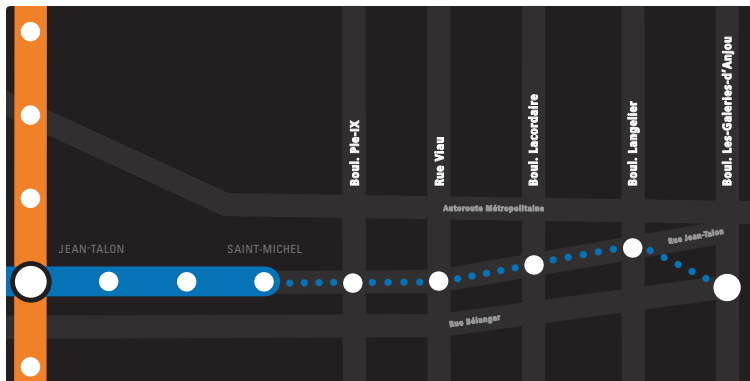 Boul. Pie-IX
Rue Viau
Boul. Lacordaire
Boul. Langelier
Boul. Les-Galeries-d'Anjou
Autoroute Métropolitaine
Rue Jean-Talon
JEAN-TALON
SAINT-MICHEL
Rue Bélanger